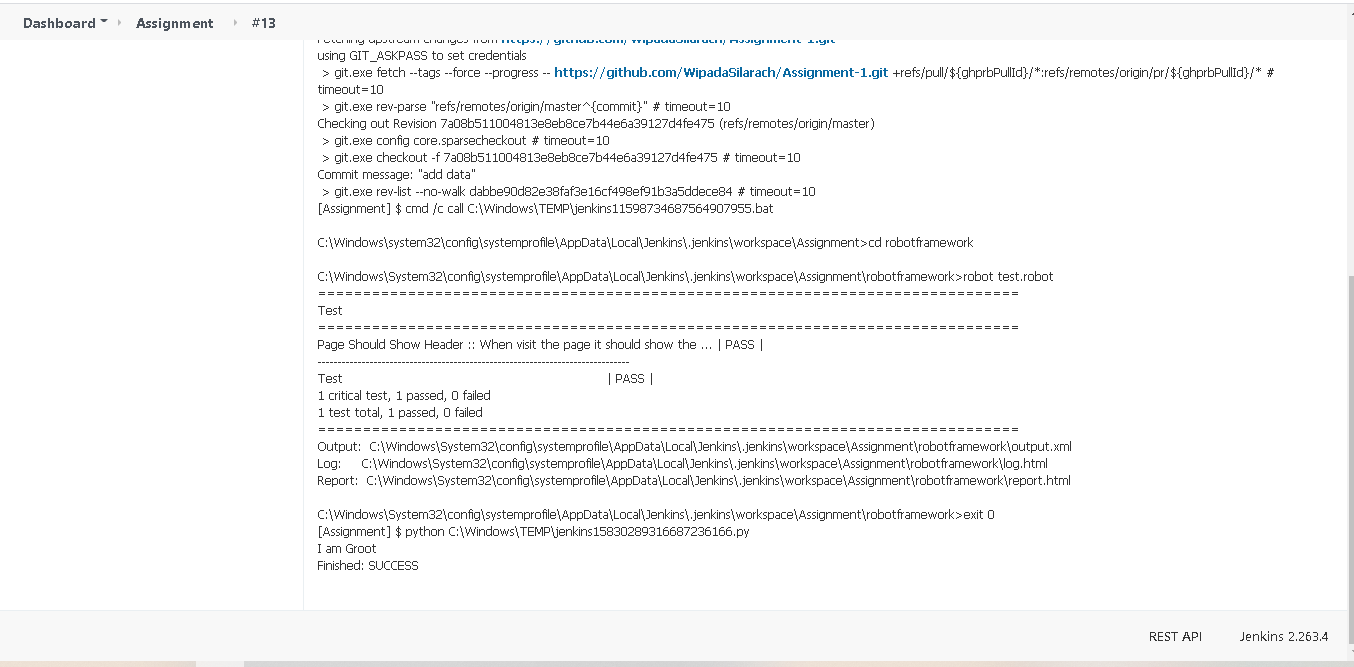 Dashboard
Assignment
#13
Fetching upstream changes from https://github.com/WipadaSilarach/Assignment-1.git
using GIT_ASKPASS to set credentials
> git.exe fetch --tags --force --progress -- https://github.com/WipadaSilarach/Assignment-1.git +refs/pull/${ghprbPullId}/*:refs/remotes/origin/pr/${ghprbPullId}/* #
timeout=10
> git.exe rev-parse "refs/remotes/origin/master^{commit}" # timeout=10
Checking out Revision 7a08b511004813e8eb8ce7b44e6a39127d4fe475 (refs/remotes/origin/master)
> git.exe config core.sparsecheckout # timeout=10
> git.exe checkout -f 7a08b511004813e8eb8ce7b44e6a39127d4fe475 # timeout=10
Commit message: "add data"
> git.exe rev-list --no-walk dabbe90d82e38faf3e16cf498ef91b3a5ddece84 # timeout=10
[Assignment] $ cmd /c call C:\Windows\TEMP\jenkins11598734687564907955.bat
C:\Windows\system32\config\systemprofile\AppData\Local\Jenkins\.jenkins\workspace\Assignment>cd robotframework
C:\Windows\System32\config\systemprofile\AppData\Local\Jenkins\.jenkins\workspace\Assignment\robotframework>robot test.robot
==============================================================================
Test
==============================================================================
Page Should Show Header :: When visit the page it should show the ... | PASS |
------------------------------------------------------------------------------
Test | PASS |
1 critical test, 1 passed, 0 failed
1 test total, 1 passed, 0 failed
==============================================================================
Output: C:\Windows\System32\config\systemprofile\AppData\Local\Jenkins\.jenkins\workspace\Assignment\robotframework\output.xml
Log: C:\Windows\System32\config\systemprofile\AppData\Local\Jenkins\.jenkins\workspace\Assignment\robotframework\log.html
Report: C:\Windows\System32\config\systemprofile\AppData\Local\Jenkins\.jenkins\workspace\Assignment\robotframework\report.html
C:\Windows\System32\config\systemprofile\AppData\Local\Jenkins\.jenkins\workspace\Assignment\robotframework>exit 0
[Assignment] $ python C:\Windows\TEMP\jenkins15830289316687236166.py
I am Groot
Finished: SUCCESS
REST API
Jenkins 2.263.4